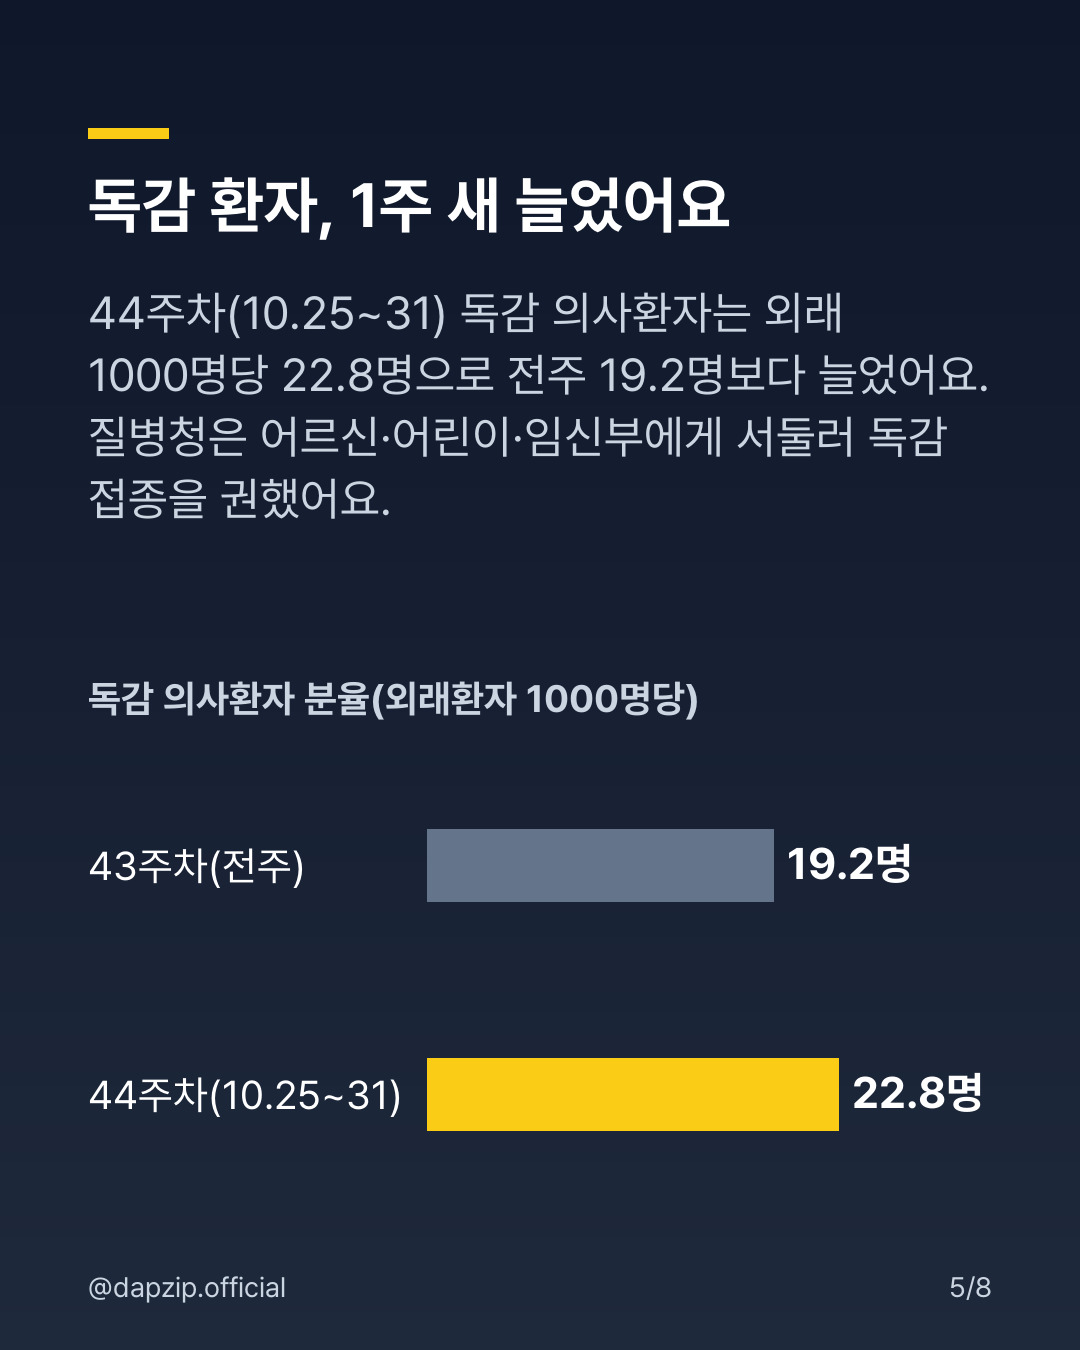 독감 환자, 1주 새 늘었어요
44주차(10.25~31) 독감 의사환자는 외래
1000명당 22.8명으로 전주 19.2명보다 늘었어요.
질병청은 어르신·어린이·임신부에게 서둘러 독감
접종을 권했어요.
독감 의사환자 분율(외래환자 1000명당)
43주차(전주) 19.2명
44주차(10.25~31) 22.8명
@dapzip.official 5/8